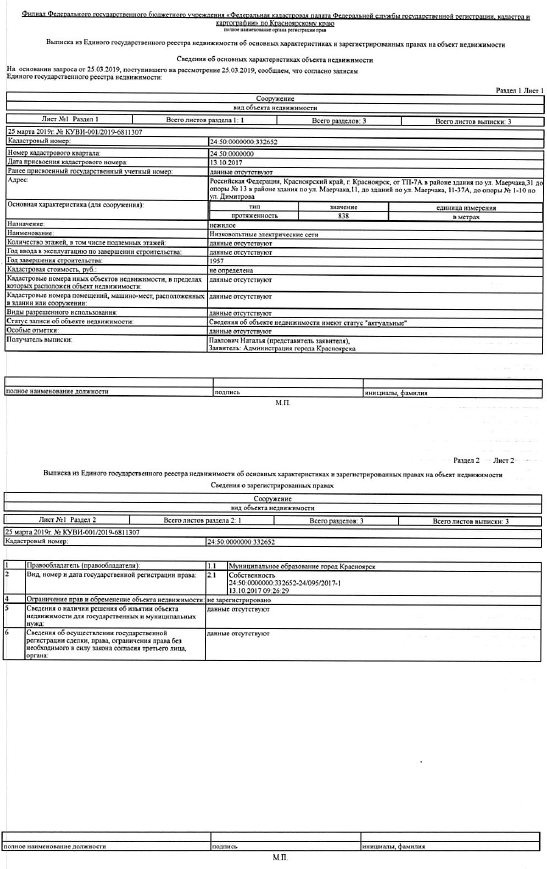 Филиал Федерального государственного бюджетного учреждения «Федеральная кадастровая палата Федеральной службы государственной регистрации, кадастра и
картографии» по Красноярскому краю
полное наименование органа регистрации прав
Выписка из Единого государственного реестра недвижимости об основных характеристиках и зарегистрированных правах на объект недвижимости
Сведения об основных характеристиках объекта недвижимости
На основании запроса от 25.03.2019, поступившего на рассмотрение 25.03.2019, сообщаем, что согласно записям
Единого государственного реестра недвижимости:
Раздел 1 Лист 1
Сооружение
вид объекта недвижимости
Лист №1 Раздел 1 Всего листов раздела 1: 1 Всего разделов: 3 Всего листов выписки: 3
25 марта 2019г. № КУВИ-001/2019-6811307
Кадастровый номер: 24:50:0000000:332652
Номер кадастрового квартала: 24:50:0000000
Дата присвоения кадастрового номера: 13.10.2017
Ранее присвоенный государственный учетный номер: данные отсутствуют
Адрес: Российская Федерация, Красноярский край, г. Красноярск, от ТП-7А в районе здания по ул. Маерчака,31 до
опоры № 13 в районе здания по ул. Маерчака,11, до зданий по ул. Маерчака, 11-37А, до опоры № 1-10 по
ул. Димитрова
Основная характеристика (для сооружения): тип значение единица измерения
протяженность 838 в метрах
Назначение: нежилое
Наименование: Низковольтные электрические сети
Количество этажей, в том числе подземных этажей: данные отсутствуют
Год ввода в эксплуатацию по завершении строительства: данные отсутствуют
Год завершения строительства: 1957
Кадастровая стоимость, руб.: не определена
Кадастровые номера иных объектов недвижимости, в пределах данные отсутствуют
которых расположен объект недвижимости:
Кадастровые номера помещений, машино-мест, расположенных данные отсутствуют
в здании или сооружении:
Виды разрешенного использования: данные отсутствуют
Статус записи об объекте недвижимости: Сведения об объекте недвижимости имеют статус "актуальные"
Особые отметки: данные отсутствуют
Получатель выписки: Павлович Наталья (представитель заявителя),
Заявитель: Администрация города Красноярска
полное наименование должности подпись инициалы, фамилия
М.П.
Раздел 2 Лист 2
Выписка из Единого государственного реестра недвижимости об основных характеристиках и зарегистрированных правах на объект недвижимости
Сведения о зарегистрированных правах
Сооружение
вид объекта недвижимости
Лист №1 Раздел 2 Всего листов раздела 2: 1 Всего разделов: 3 Всего листов выписки: 3
25 марта 2019г. № КУВИ-001/2019-6811307
Кадастровый номер: 24:50:0000000:332652
1 Правообладатель (правообладатели): 1.1 Муниципальное образование город Красноярск
2 Вид, номер и дата государственной регистрации права: 2.1 Собственность
24:50:0000000:332652-24/095/2017-1
13.10.2017 09:26:29
4 Ограничение прав и обременение объекта недвижимости: не зарегистрировано
5 Сведения о наличии решения об изъятии объекта данные отсутствуют
недвижимости для государственных и муниципальных
нужд:
6 Сведения об осуществлении государственной данные отсутствуют
регистрации сделки, права, ограничения права без
необходимого в силу закона согласия третьего лица,
органа:
полное наименование должности подпись инициалы, фамилия
М.П.